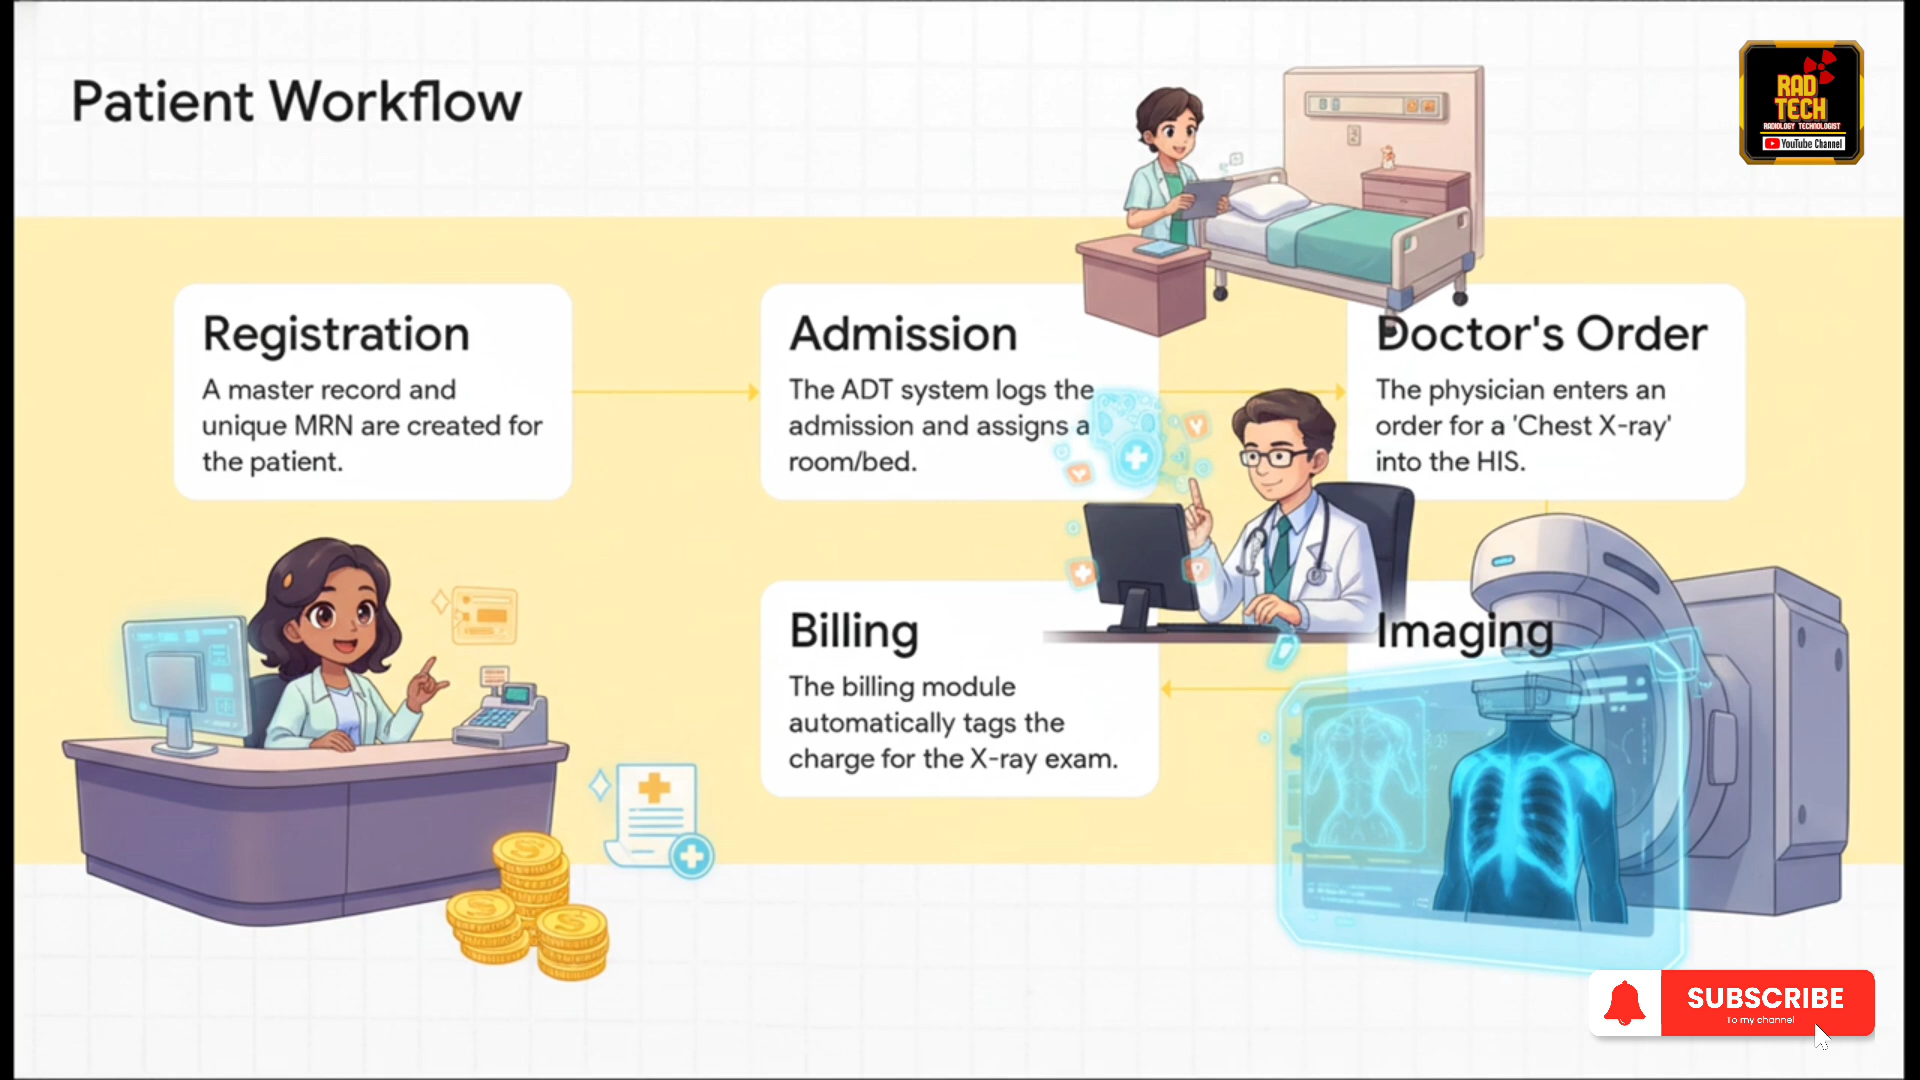 Patient Workflow
RAD
TECH
RADIOLOGY TECHNOLOGIST
YouTube Channel
Registration
A master record and
unique MRN are created for
the patient.
Admission
The ADT system logs the
admission and assigns a
room/bed.
Doctor's Order
The physician enters an
order for a 'Chest X-ray'
into the HIS.
Billing
The billing module
automatically tags the
charge for the X-ray exam.
Imaging
SUBSCRIBE
To my channel